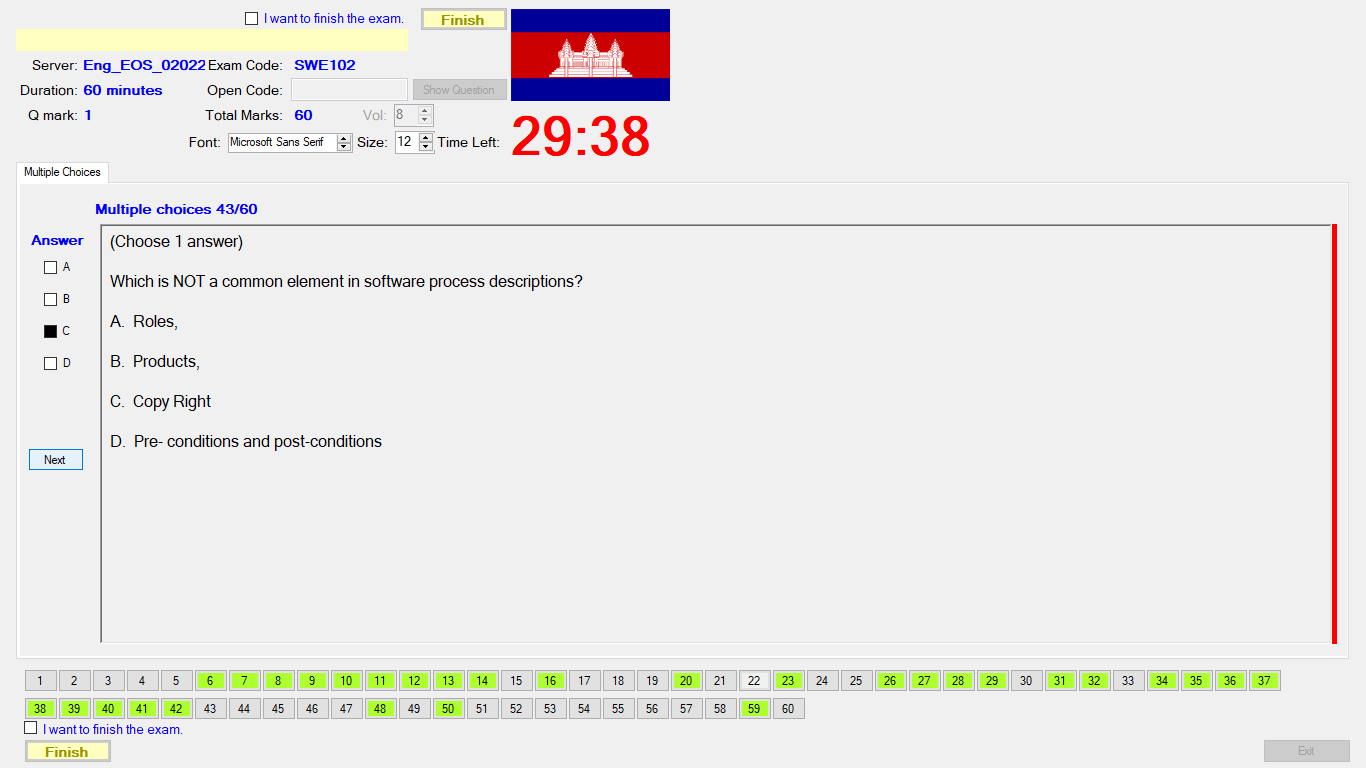 I want to finish the exam. Finish
Server: Eng_EOS_02022 Exam Code: SWE102
Duration: 60 minutes Open Code: Show Question
Q mark: 1 Total Marks: 60 Vol: 8
Font: Microsoft Sans Serif Size: 12 Time Left: 29:38
Multiple Choices
Multiple choices 43/60
Answer
(Choose 1 answer)
A
Which is NOT a common element in software process descriptions?
B
A. Roles,
C
B. Products,
D
C. Copy Right
D. Pre- conditions and post-conditions
Next
1 2 3 4 5 6 7 8 9 10 11 12 13 14 15 16 17 18 19 20 21 22 23 24 25 26 27 28 29 30 31 32 33 34 35 36 37
38 39 40 41 42 43 44 45 46 47 48 49 50 51 52 53 54 55 56 57 58 59 60
I want to finish the exam.
Finish Exit